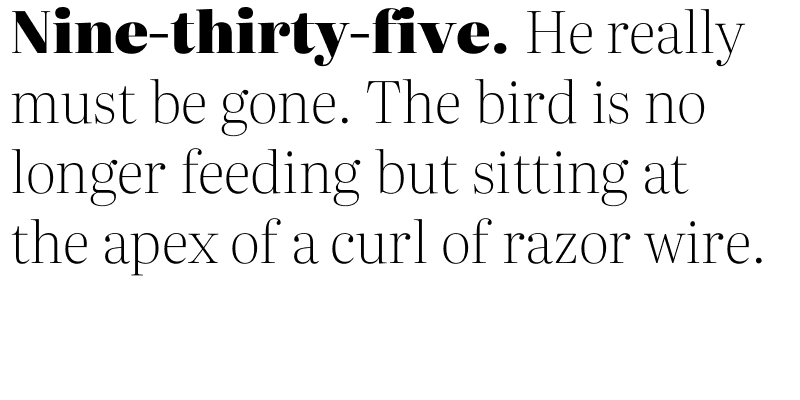 Nine-thirty-five. He really
must be gone. The bird is no
longer feeding but sitting at
the apex of a curl of razor wire.